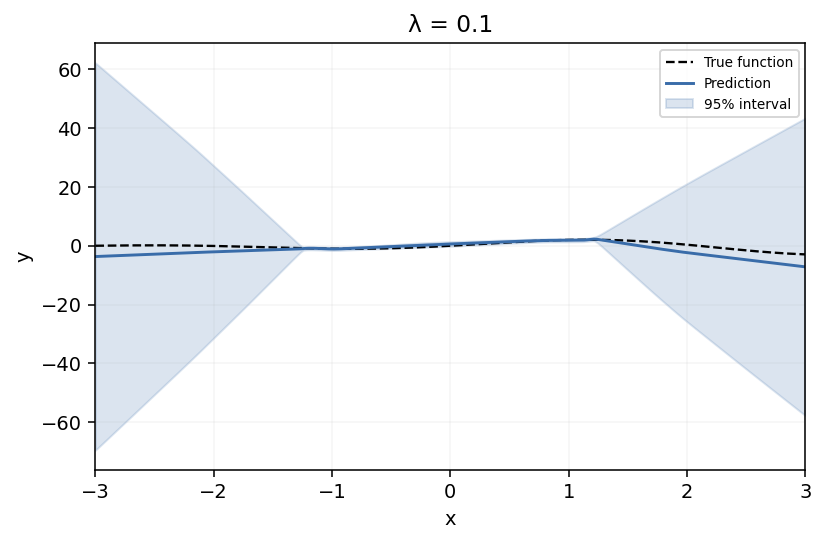 λ = 0.1
True function
Prediction
95% interval
60
40
20
0
−20
−40
−60
y
−3 −2 −1 0 1 2 3
x